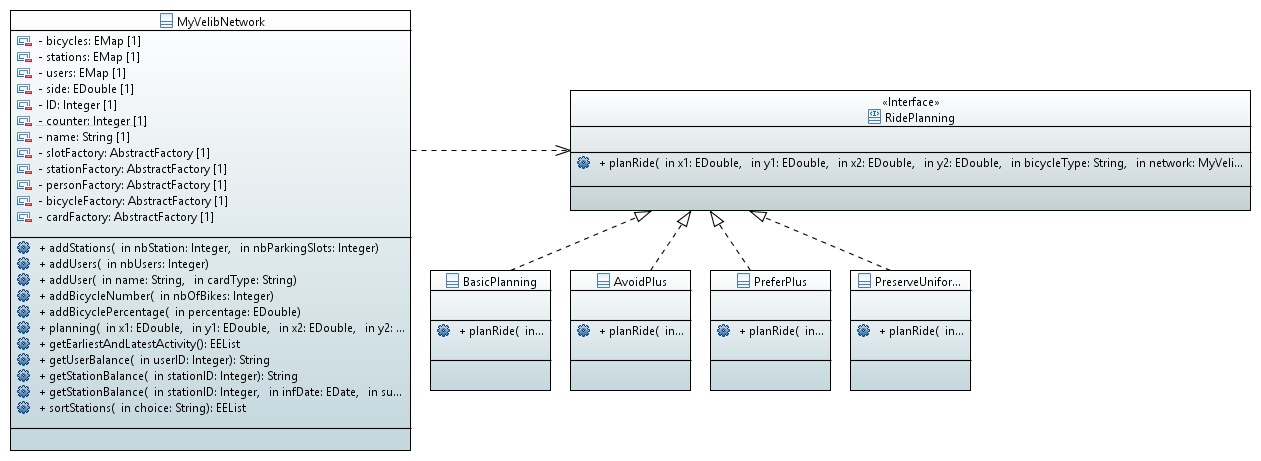 MyVelibNetwork
- bicycles: EMap [1]
- stations: EMap [1]
- users: EMap [1]
- side: EDouble [1]
- ID: Integer [1]
- counter: Integer [1]
- name: String [1]
- slotFactory: AbstractFactory [1]
- stationFactory: AbstractFactory [1]
- personFactory: AbstractFactory [1]
- bicycleFactory: AbstractFactory [1]
- cardFactory: AbstractFactory [1]
+ addStations( in nbStation: Integer, in nbParkingSlots: Integer)
+ addUsers( in nbUsers: Integer)
+ addUser( in name: String, in cardType: String)
+ addBicycleNumber( in nbOfBikes: Integer)
+ addBicyclePercentage( in percentage: EDouble)
+ planning( in x1: EDouble, in y1: EDouble, in x2: EDouble, in y2: ...
+ getEarliestAndLatestActivity(): EEList
+ getUserBalance( in userID: Integer): String
+ getStationBalance( in stationID: Integer): String
+ getStationBalance( in stationID: Integer, in infDate: EDate, in su...
+ sortStations( in choice: String): EEList
«Interface»
RidePlanning
+ planRide( in x1: EDouble, in y1: EDouble, in x2: EDouble, in y2: EDouble, in bicycleType: String, in network: MyVeli...
BasicPlanning
+ planRide( in...
AvoidPlus
+ planRide( in...
PreferPlus
+ planRide( in...
PreserveUnifor...
+ planRide( in...